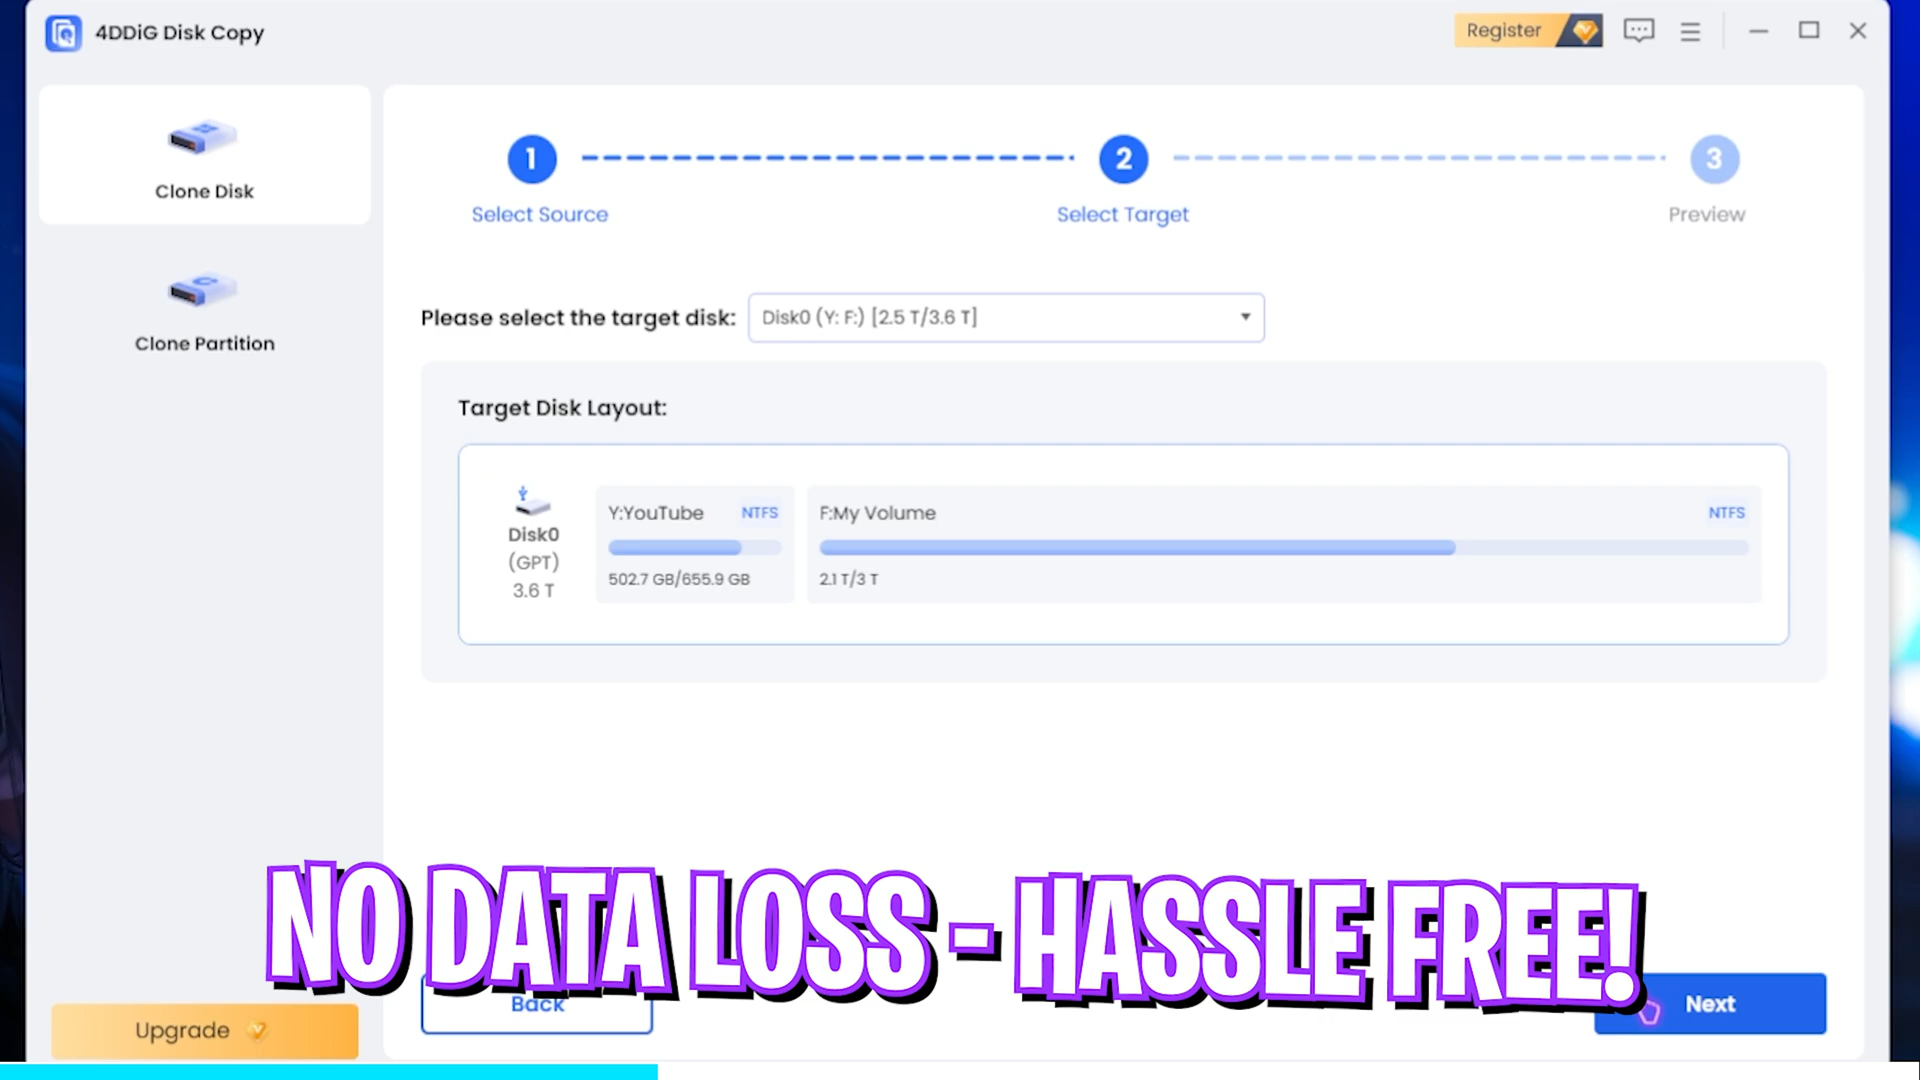 4DDiG Disk Copy
Register
Clone Disk
Clone Partition
1
2
3
Select Source
Select Target
Preview
Please select the target disk:
Disk0 (Y: F:) [2.5 T/3.6 T]
Target Disk Layout:
Disk0
(GPT)
3.6 T
Y:YouTube
NTFS
502.7 GB/655.9 GB
F:My Volume
NTFS
2.1 T/3 T
NO DATA LOSS - HASSLE FREE!
Back
Next
Upgrade